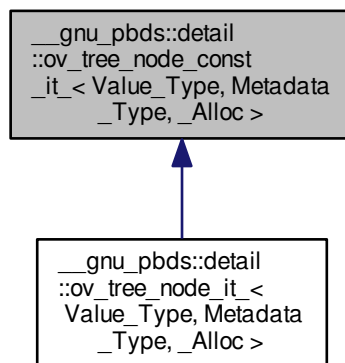 __gnu_pbds::detail
::ov_tree_node_const
_it_< Value_Type, Metadata
_Type, _Alloc >
__gnu_pbds::detail
::ov_tree_node_it_<
Value_Type, Metadata
_Type, _Alloc >